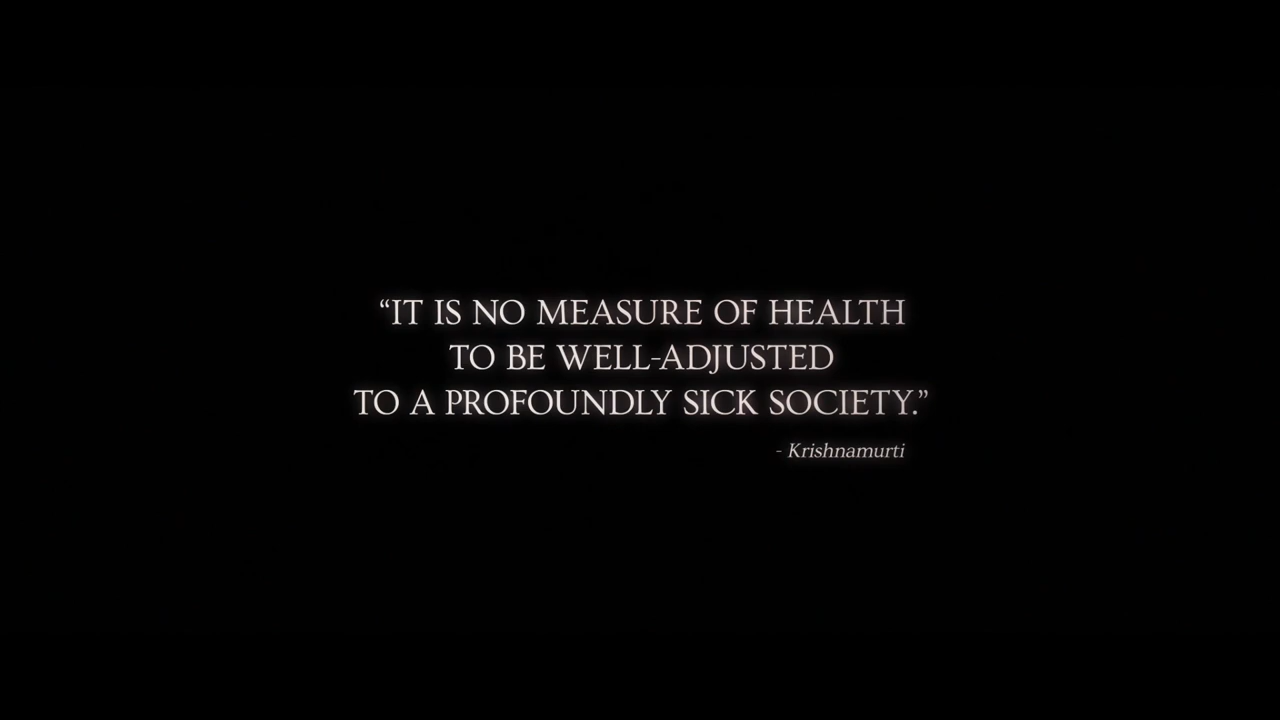 “IT IS NO MEASURE OF HEALTH
TO BE WELL-ADJUSTED
TO A PROFOUNDLY SICK SOCIETY.”
- Krishnamurti